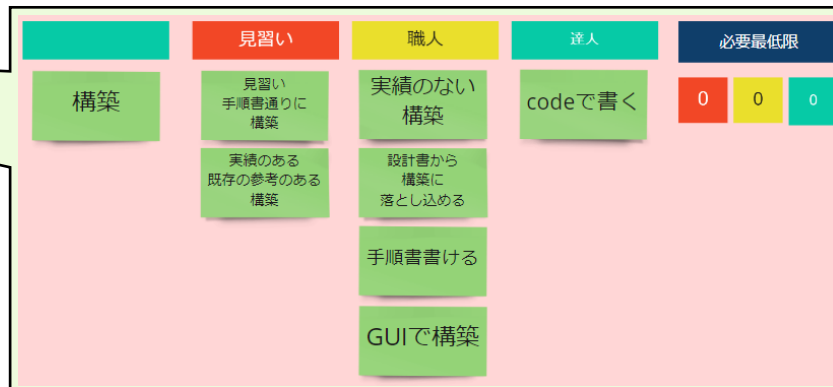 見習い
職人
達人
必要最低限
構築
見習い
手順書通りに
構築
実績のない
構築
codeで書く
0
0
0
実績のある
既存の参考のある
構築
設計書から
構築に
落とし込める
手順書書ける
GUIで構築